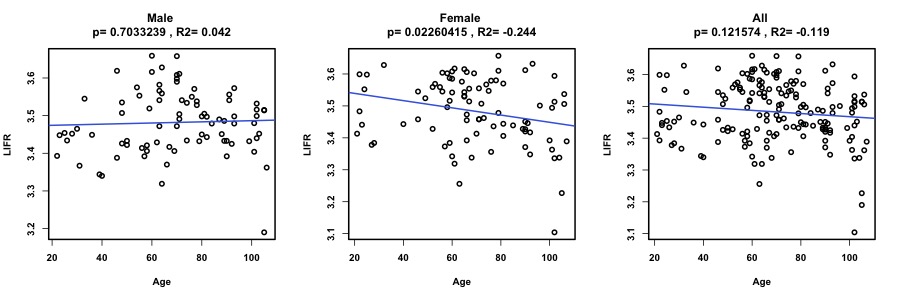 Male
p= 0.7033239 , R2= 0.042
LIFR
3.6
3.5
3.4
3.3
3.2
20 40 60 80 100
Age
Female
p= 0.02260415 , R2= -0.244
LIFR
3.6
3.5
3.4
3.3
3.2
3.1
20 40 60 80 100
Age
All
p= 0.121574 , R2= -0.119
LIFR
3.6
3.5
3.4
3.3
3.2
3.1
20 40 60 80 100
Age